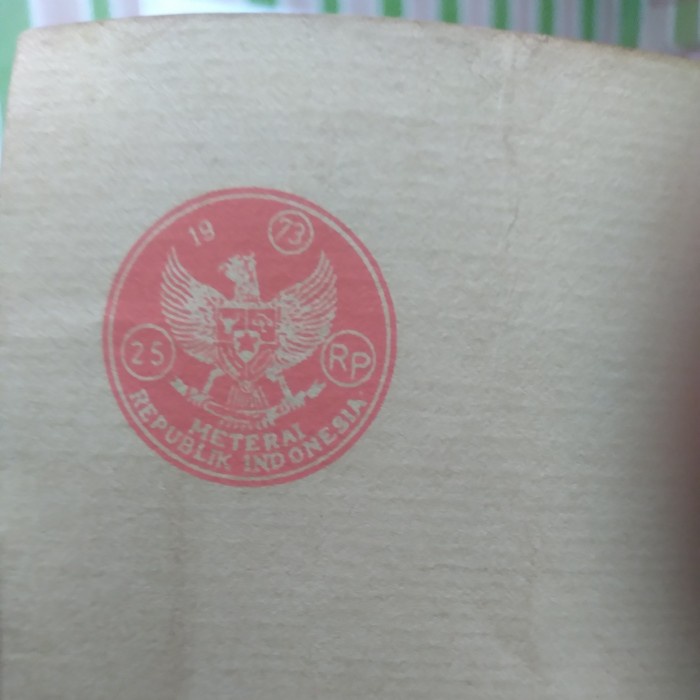 19 73
25 RP
METERAI
REPUBLIK INDONESIA